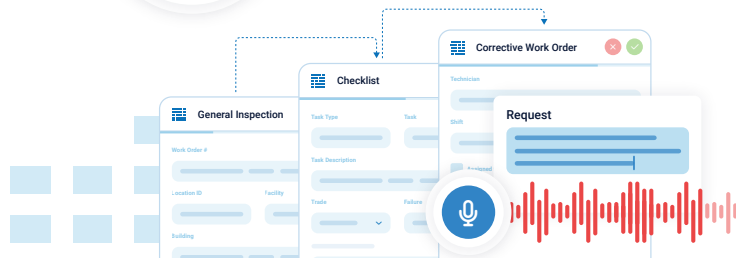 General Inspection
Work Order #
Location ID
Facility
Building
Checklist
Task Type
Task
Task Description
Trade
Failure
Corrective Work Order
Technician
Shift
Assigned
Request